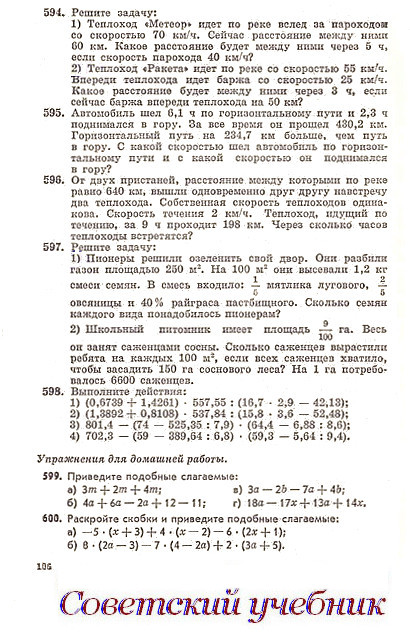 594. Решите задачу:
1) Теплоход «Метеор» идет по реке вслед за пароходом
со скоростью 70 км/ч. Сейчас расстояние между ними
60 км. Какое расстояние будет между ними через 5 ч,
если скорость парохода 40 км/ч?
2) Теплоход «Ракета» идет по реке со скоростью 55 км/ч.
Впереди теплохода идет баржа со скоростью 25 км/ч.
Какое расстояние будет между ними через 3 ч, если
сейчас баржа впереди теплохода на 50 км?
595. Автомобиль шел 6,1 ч по горизонтальному пути и 2,3 ч
поднимался в гору. За все время он прошел 430,2 км.
Горизонтальный путь на 234,7 км больше, чем путь
в гору. С какой скоростью шел автомобиль по горизон-
тальному пути и с какой скоростью он поднимался
в гору?
596. От двух пристаней, расстояние между которыми по реке
равно 640 км, вышли одновременно друг другу навстречу
два теплохода. Собственная скорость теплоходов одина-
кова. Скорость течения 2 км/ч. Теплоход, идущий по
течению, за 9 ч проходит 198 км. Через сколько часов
теплоходы встретятся?
597. Решите задачу:
1) Пионеры решили озеленить свой двор. Они разбили
газон площадью 250 м². На 100 м² они высевали 1,2 кг
смеси семян. В смесь входило: 1/5 мятлика лугового, 2/5
овсяницы и 40% райграса пастбищного. Сколько семян
каждого вида понадобилось пионерам?
2) Школьный питомник имеет площадь 9/100 га. Весь
он занят саженцами сосны. Сколько саженцев вырастили
ребята на каждых 100 м², если всех саженцев хватило,
чтобы засадить 150 га соснового леса? На 1 га потребо-
валось 6600 саженцев.
598. Выполните действия:
1) (0,6739 + 1,4261) · 557,55 : (16,7 · 2,9 — 42,13);
2) (1,3892 + 0,8108) · 537,84 : (15,8 · 3,6 — 52,48);
3) 801,4 — (74 — 525,35 : 7,9) · (64,4 — 6,88 : 8,6);
4) 702,3 — (59 — 389,64 : 6,8) · (59,3 — 5,64 : 9,4).
Упражнения для домашней работы.
599. Приведите подобные слагаемые:
а) 3m + 2m + 4m; в) 3a — 2b — 7a + 4b;
б) 4a + 6a — 2a + 12 — 11; г) 18a — 17x + 13a + 14x.
600. Раскройте скобки и приведите подобные слагаемые:
а) —5 · (x + 3) + 4 · (x — 2) — 6 · (2x + 1);
б) 8 · (2a — 3) — 7 · (4 — 2a) + 2 · (3a + 5).
106
Советский учебник